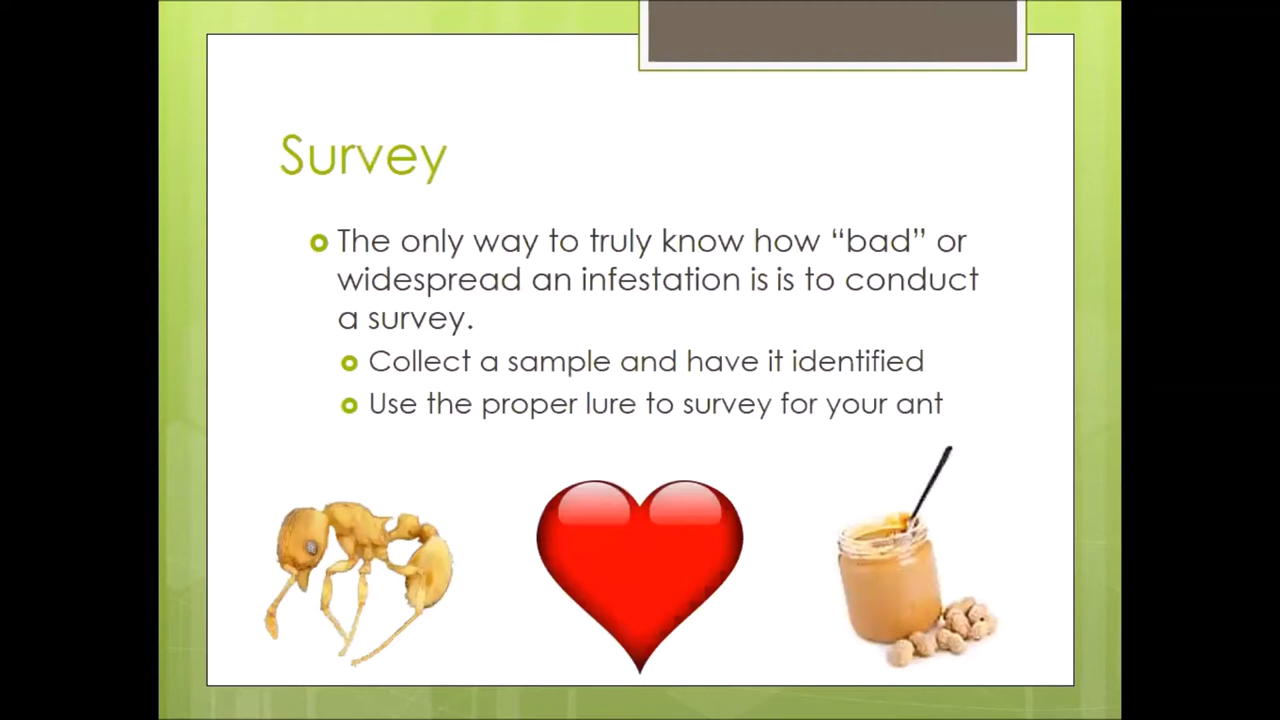 Survey
The only way to truly know how “bad” or
widespread an infestation is is to conduct
a survey.
Collect a sample and have it identified
Use the proper lure to survey for your ant